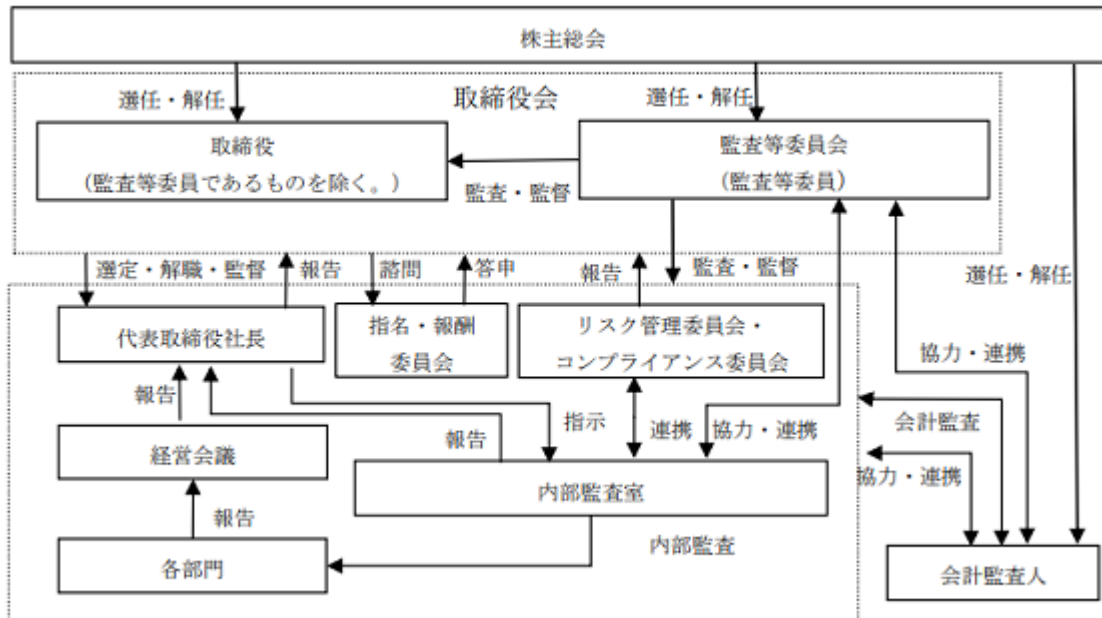 株主総会
選任・解任
取締役会
選任・解任
取締役
(監査等委員であるものを除く。)
監査・監督
監査等委員会
(監査等委員)
選定・解職・監督
報告
諮問
答申
報告
監査・監督
選任・解任
代表取締役社長
指名・報酬
委員会
リスク管理委員会・
コンプライアンス委員会
協力・連携
報告
指示
連携
協力・連携
会計監査
経営会議
報告
内部監査室
協力・連携
報告
内部監査
各部門
会計監査人